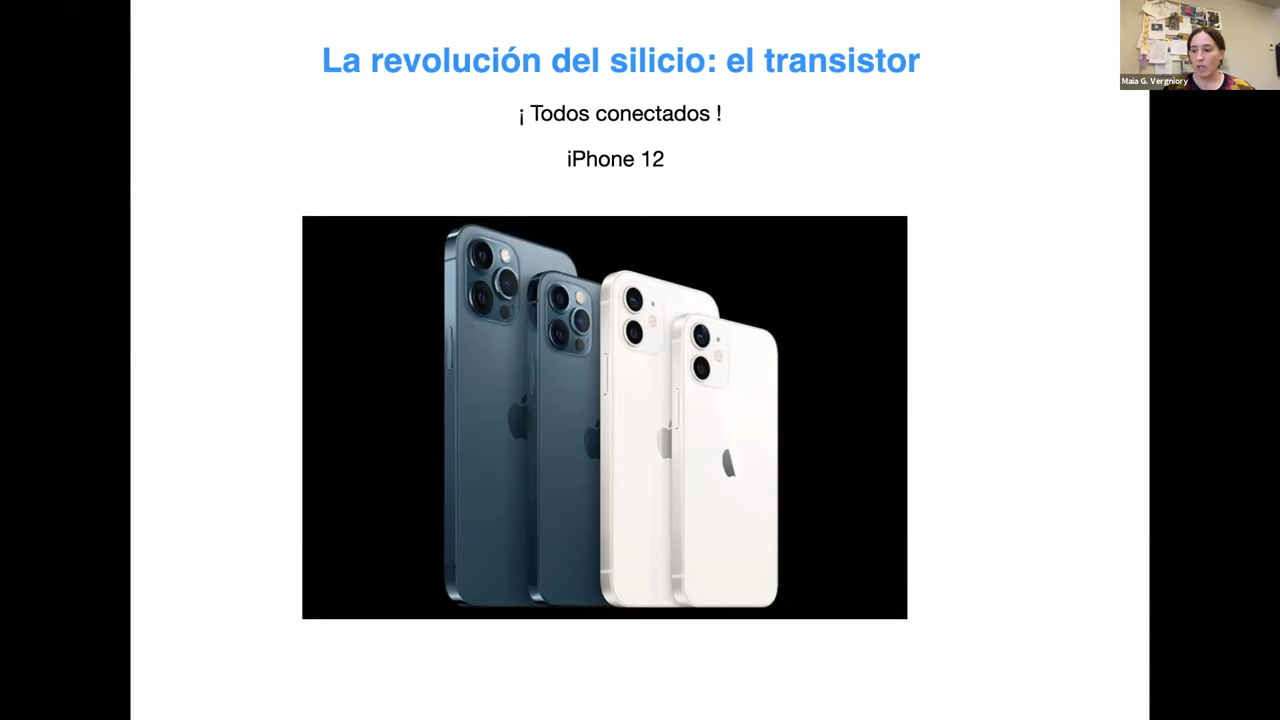 La revolución del silicio: el transistor
¡ Todos conectados !
iPhone 12
Maia G. Vergniory